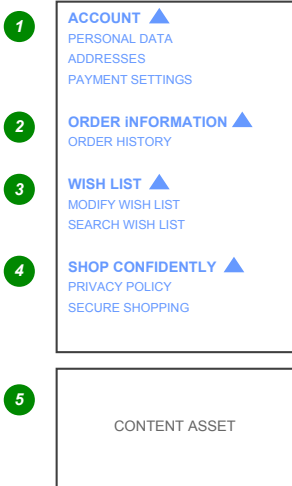 1
ACCOUNT
PERSONAL DATA
ADDRESSES
PAYMENT SETTINGS
2
ORDER iNFORMATION
ORDER HISTORY
3
WISH LIST
MODIFY WISH LIST
SEARCH WISH LIST
4
SHOP CONFIDENTLY
PRIVACY POLICY
SECURE SHOPPING
5
CONTENT ASSET